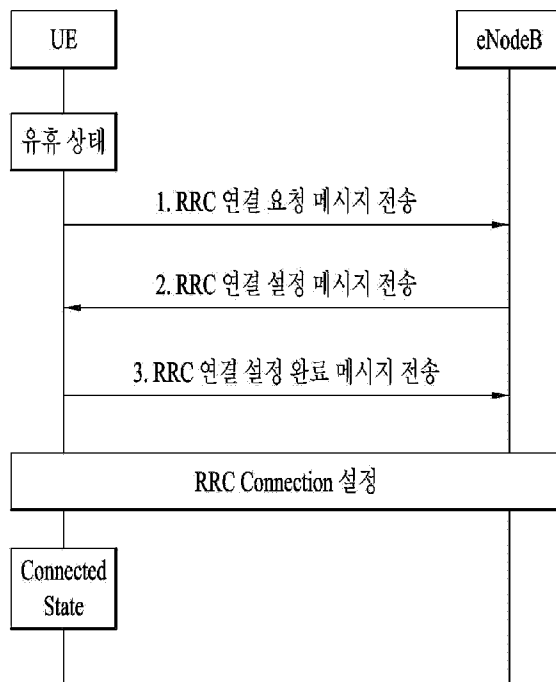 UE
eNodeB
유휴 상태
1. RRC 연결 요청 메시지 전송
2. RRC 연결 설정 메시지 전송
3. RRC 연결 설정 완료 메시지 전송
RRC Connection 설정
Connected
State